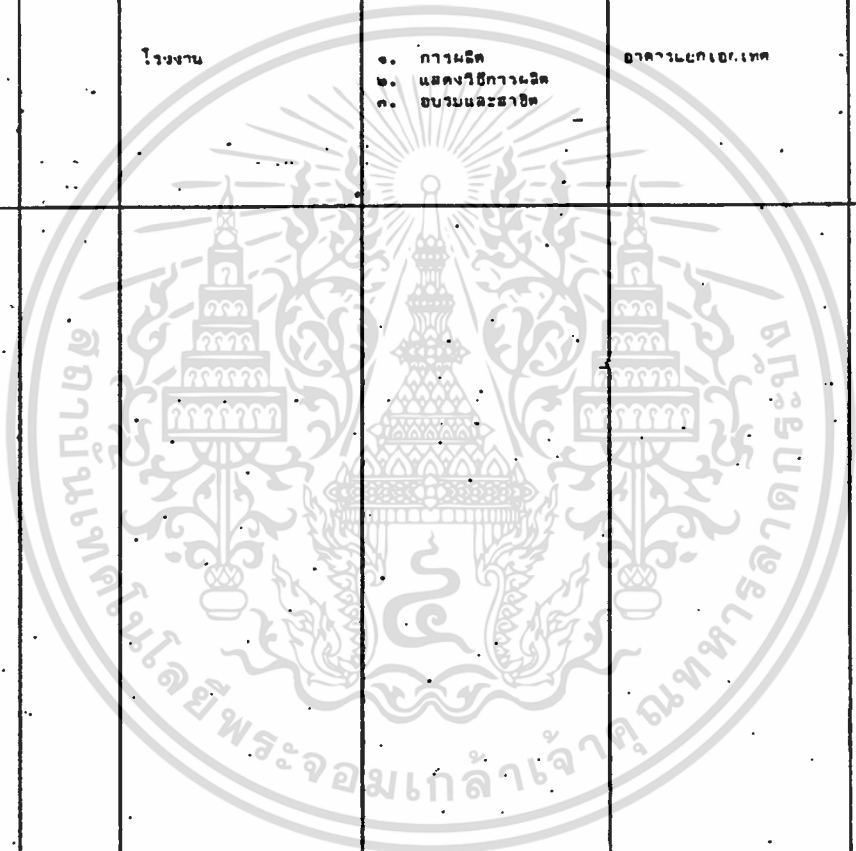 โรงงาน
๑. การผลิต
๒. แสดงวิธีการผลิต
๓. อบรมและสาธิต
อาคารแยกเอกเทศ
สถาบันเทคโนโลยีพระจอมเกล้าเจ้าคุณทหารลาดกระบัง